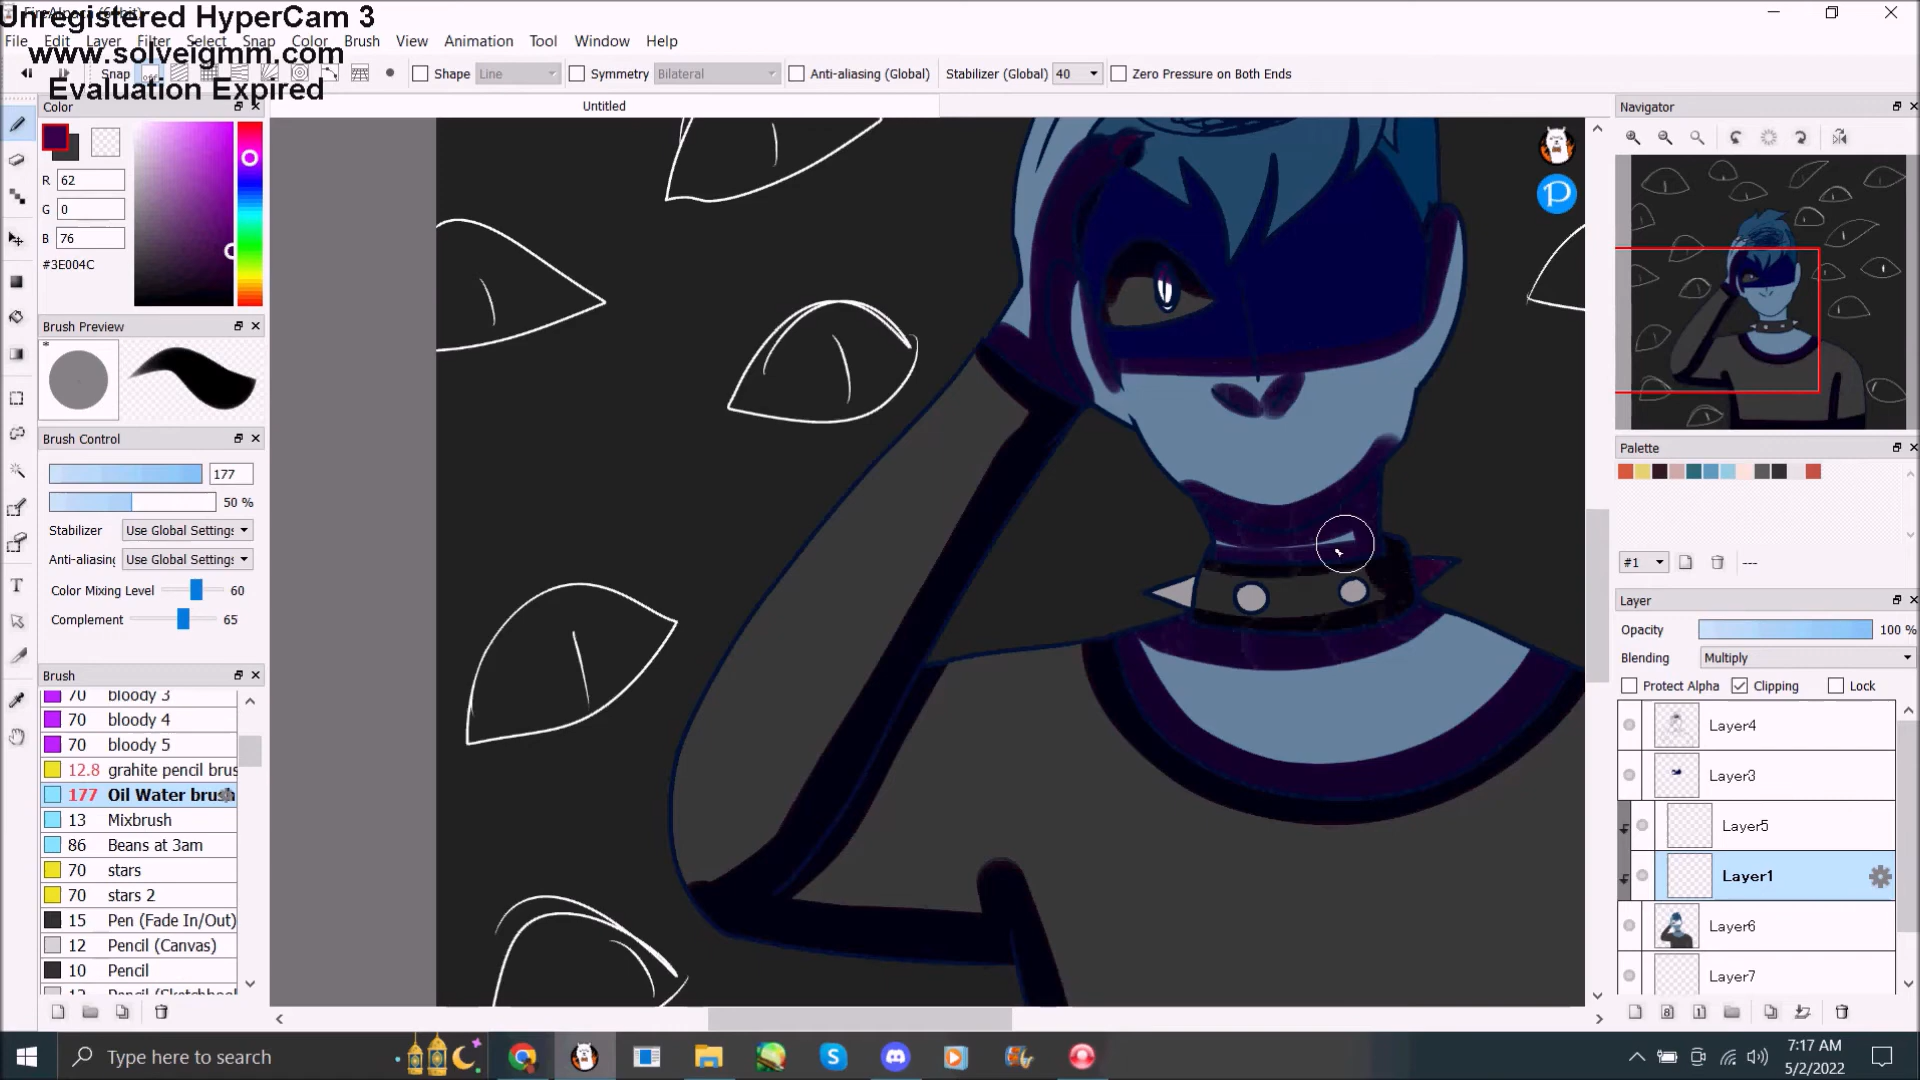 Unregistered HyperCam 3
www.solveigmm.com
Evaluation Expired
File Edit Layer Filter Select Snap Color Brush View Animation Tool Window Help
Snap Shape Line Symmetry Bilateral Anti-aliasing (Global) Stabilizer (Global) 40 Zero Pressure on Both Ends
Color
Untitled
Navigator
R 62
G 0
B 76
#3E004C
Brush Preview
*
Brush Control
177
50 %
Stabilizer Use Global Settings
Anti-aliasing Use Global Settings
Color Mixing Level 60
Complement 65
Brush
70 bloody 3
70 bloody 4
70 bloody 5
12.8 grahite pencil brus
177 Oil Water brush
13 Mixbrush
86 Beans at 3am
70 stars
70 stars 2
15 Pen (Fade In/Out)
12 Pencil (Canvas)
10 Pencil
Palette
#1 ---
Layer
Opacity 100 %
Blending Multiply
Protect Alpha Clipping Lock
Layer4
Layer3
Layer5
Layer1
Layer6
Layer7
Type here to search
7:17 AM
5/2/2022